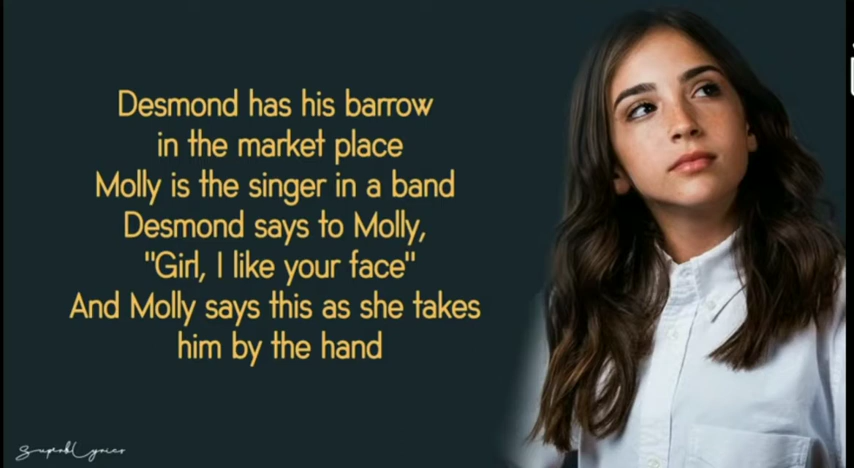 Desmond has his barrow
in the market place
Molly is the singer in a band
Desmond says to Molly,
"Girl, I like your face"
And Molly says this as she takes
him by the hand
SuperbLyrics